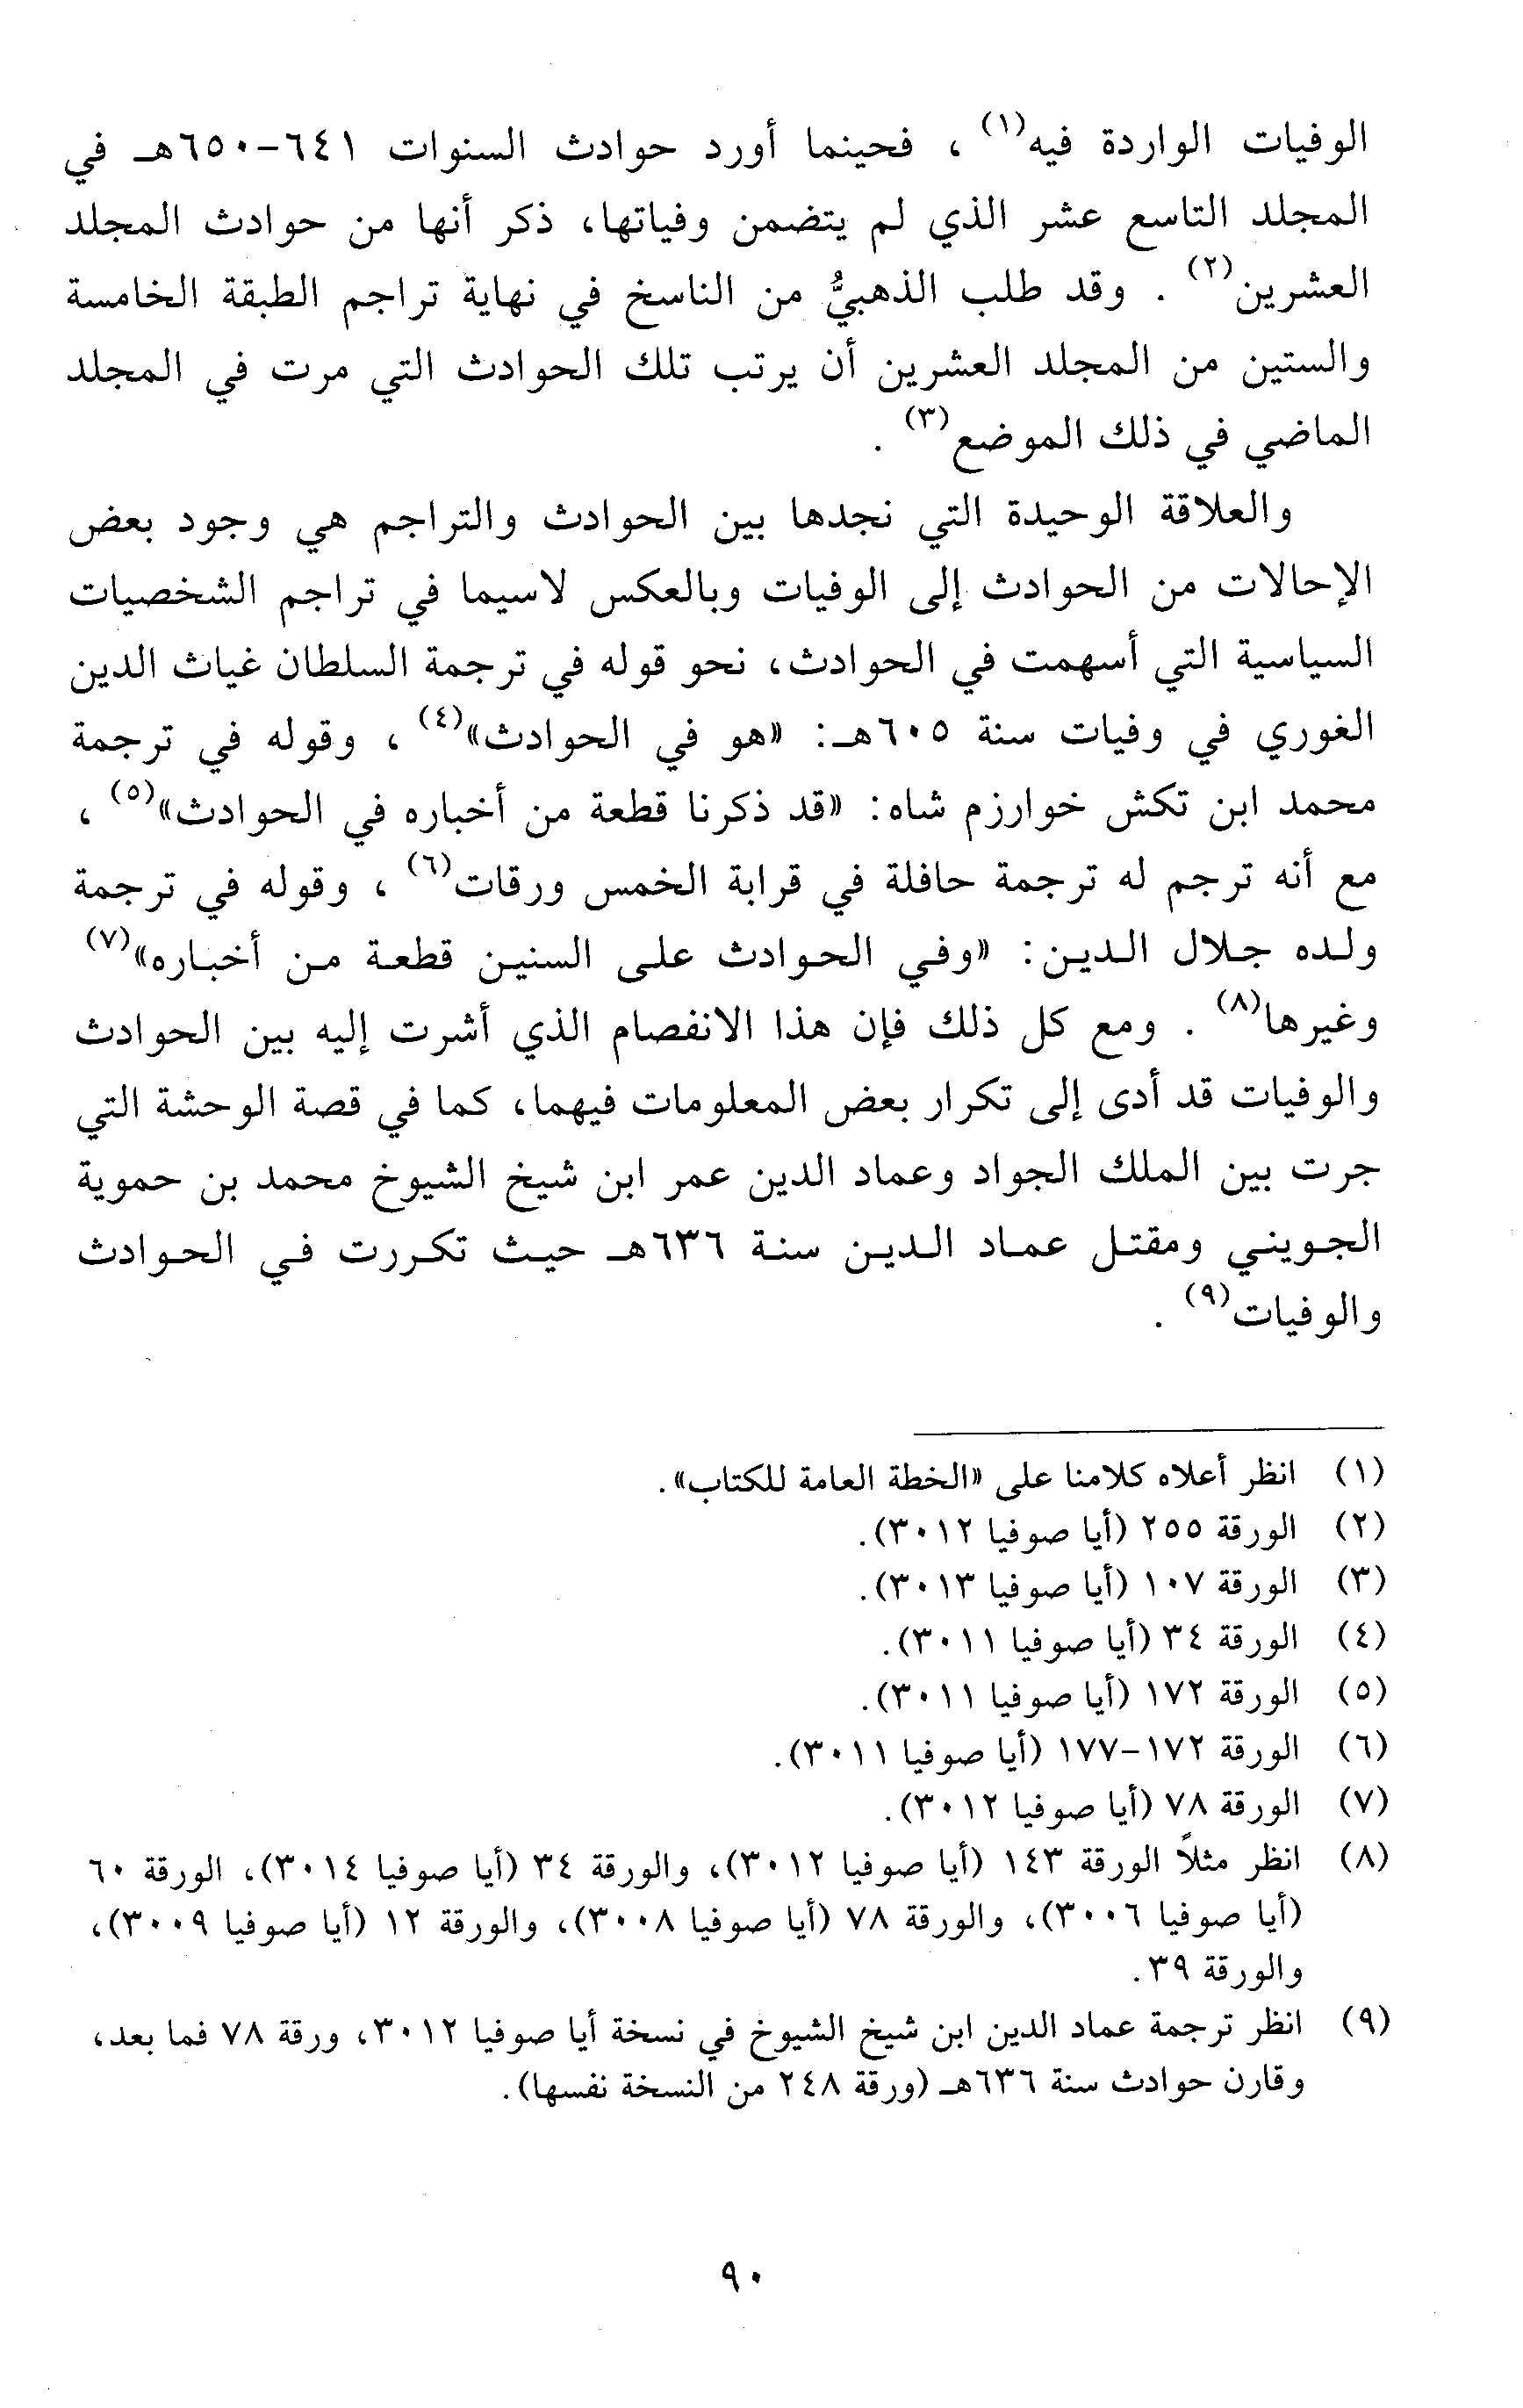 الوفيات الواردة فيه(١) ، فحينما أورد حوادث السنوات ٦٤١-٦٥٠هـ في
المجلد التاسع عشر الذي لم يتضمن وفياتها، ذكر أنها من حوادث المجلد
العشرين(٢) . وقد طلب الذهبيُّ من الناسخ في نهاية تراجم الطبقة الخامسة
والستين من المجلد العشرين أن يرتب تلك الحوادث التي مرت في المجلد
الماضي في ذلك الموضع(٣) .
والعلاقة الوحيدة التي نجدها بين الحوادث والتراجم هي وجود بعض
الإحالات من الحوادث إلى الوفيات وبالعكس لاسيما في تراجم الشخصيات
السياسية التي أسهمت في الحوادث، نحو قوله في ترجمة السلطان غياث الدين
الغوري في وفيات سنة ٦٠٥هـ: «هو في الحوادث»(٤) ، وقوله في ترجمة
محمد ابن تكش خوارزم شاه: «قد ذكرنا قطعة من أخباره في الحوادث»(٥) ،
مع أنه ترجم له ترجمة حافلة في قرابة الخمس ورقات(٦) ، وقوله في ترجمة
ولده جلال الدين: «وفي الحوادث على السنين قطعة من أخباره»(٧)
وغيرها(٨) . ومع كل ذلك فإن هذا الانفصام الذي أشرت إليه بين الحوادث
والوفيات قد أدى إلى تكرار بعض المعلومات فيهما، كما في قصة الوحشة التي
جرت بين الملك الجواد وعماد الدين عمر ابن شيخ الشيوخ محمد بن حموية
الجويني ومقتل عماد الدين سنة ٦٣٦هـ حيث تكررت في الحوادث
والوفيات(٩) .
(١) انظر أعلاه كلامنا على «الخطة العامة للكتاب».
(٢) الورقة ٢٥٥ (أيا صوفيا ٣٠١٢).
(٣) الورقة ١٠٧ (أيا صوفيا ٣٠١٣).
(٤) الورقة ٣٤ (أيا صوفيا ٣٠١١).
(٥) الورقة ١٧٢ (أيا صوفيا ٣٠١١).
(٦) الورقة ١٧٢-١٧٧ (أيا صوفيا ٣٠١١).
(٧) الورقة ٧٨ (أيا صوفيا ٣٠١٢).
(٨) انظر مثلاً الورقة ١٤٣ (أيا صوفيا ٣٠١٢)، والورقة ٣٤ (أيا صوفيا ٣٠١٤)، الورقة ٦٠
(أيا صوفيا ٣٠٠٦)، والورقة ٧٨ (أيا صوفيا ٣٠٠٨)، والورقة ١٢ (أيا صوفيا ٣٠٠٩)،
والورقة ٣٩.
(٩) انظر ترجمة عماد الدين ابن شيخ الشيوخ في نسخة أيا صوفيا ٣٠١٢، ورقة ٧٨ فما بعد،
وقارن حوادث سنة ٦٣٦هـ (ورقة ٢٤٨ من النسخة نفسها).
٩٠